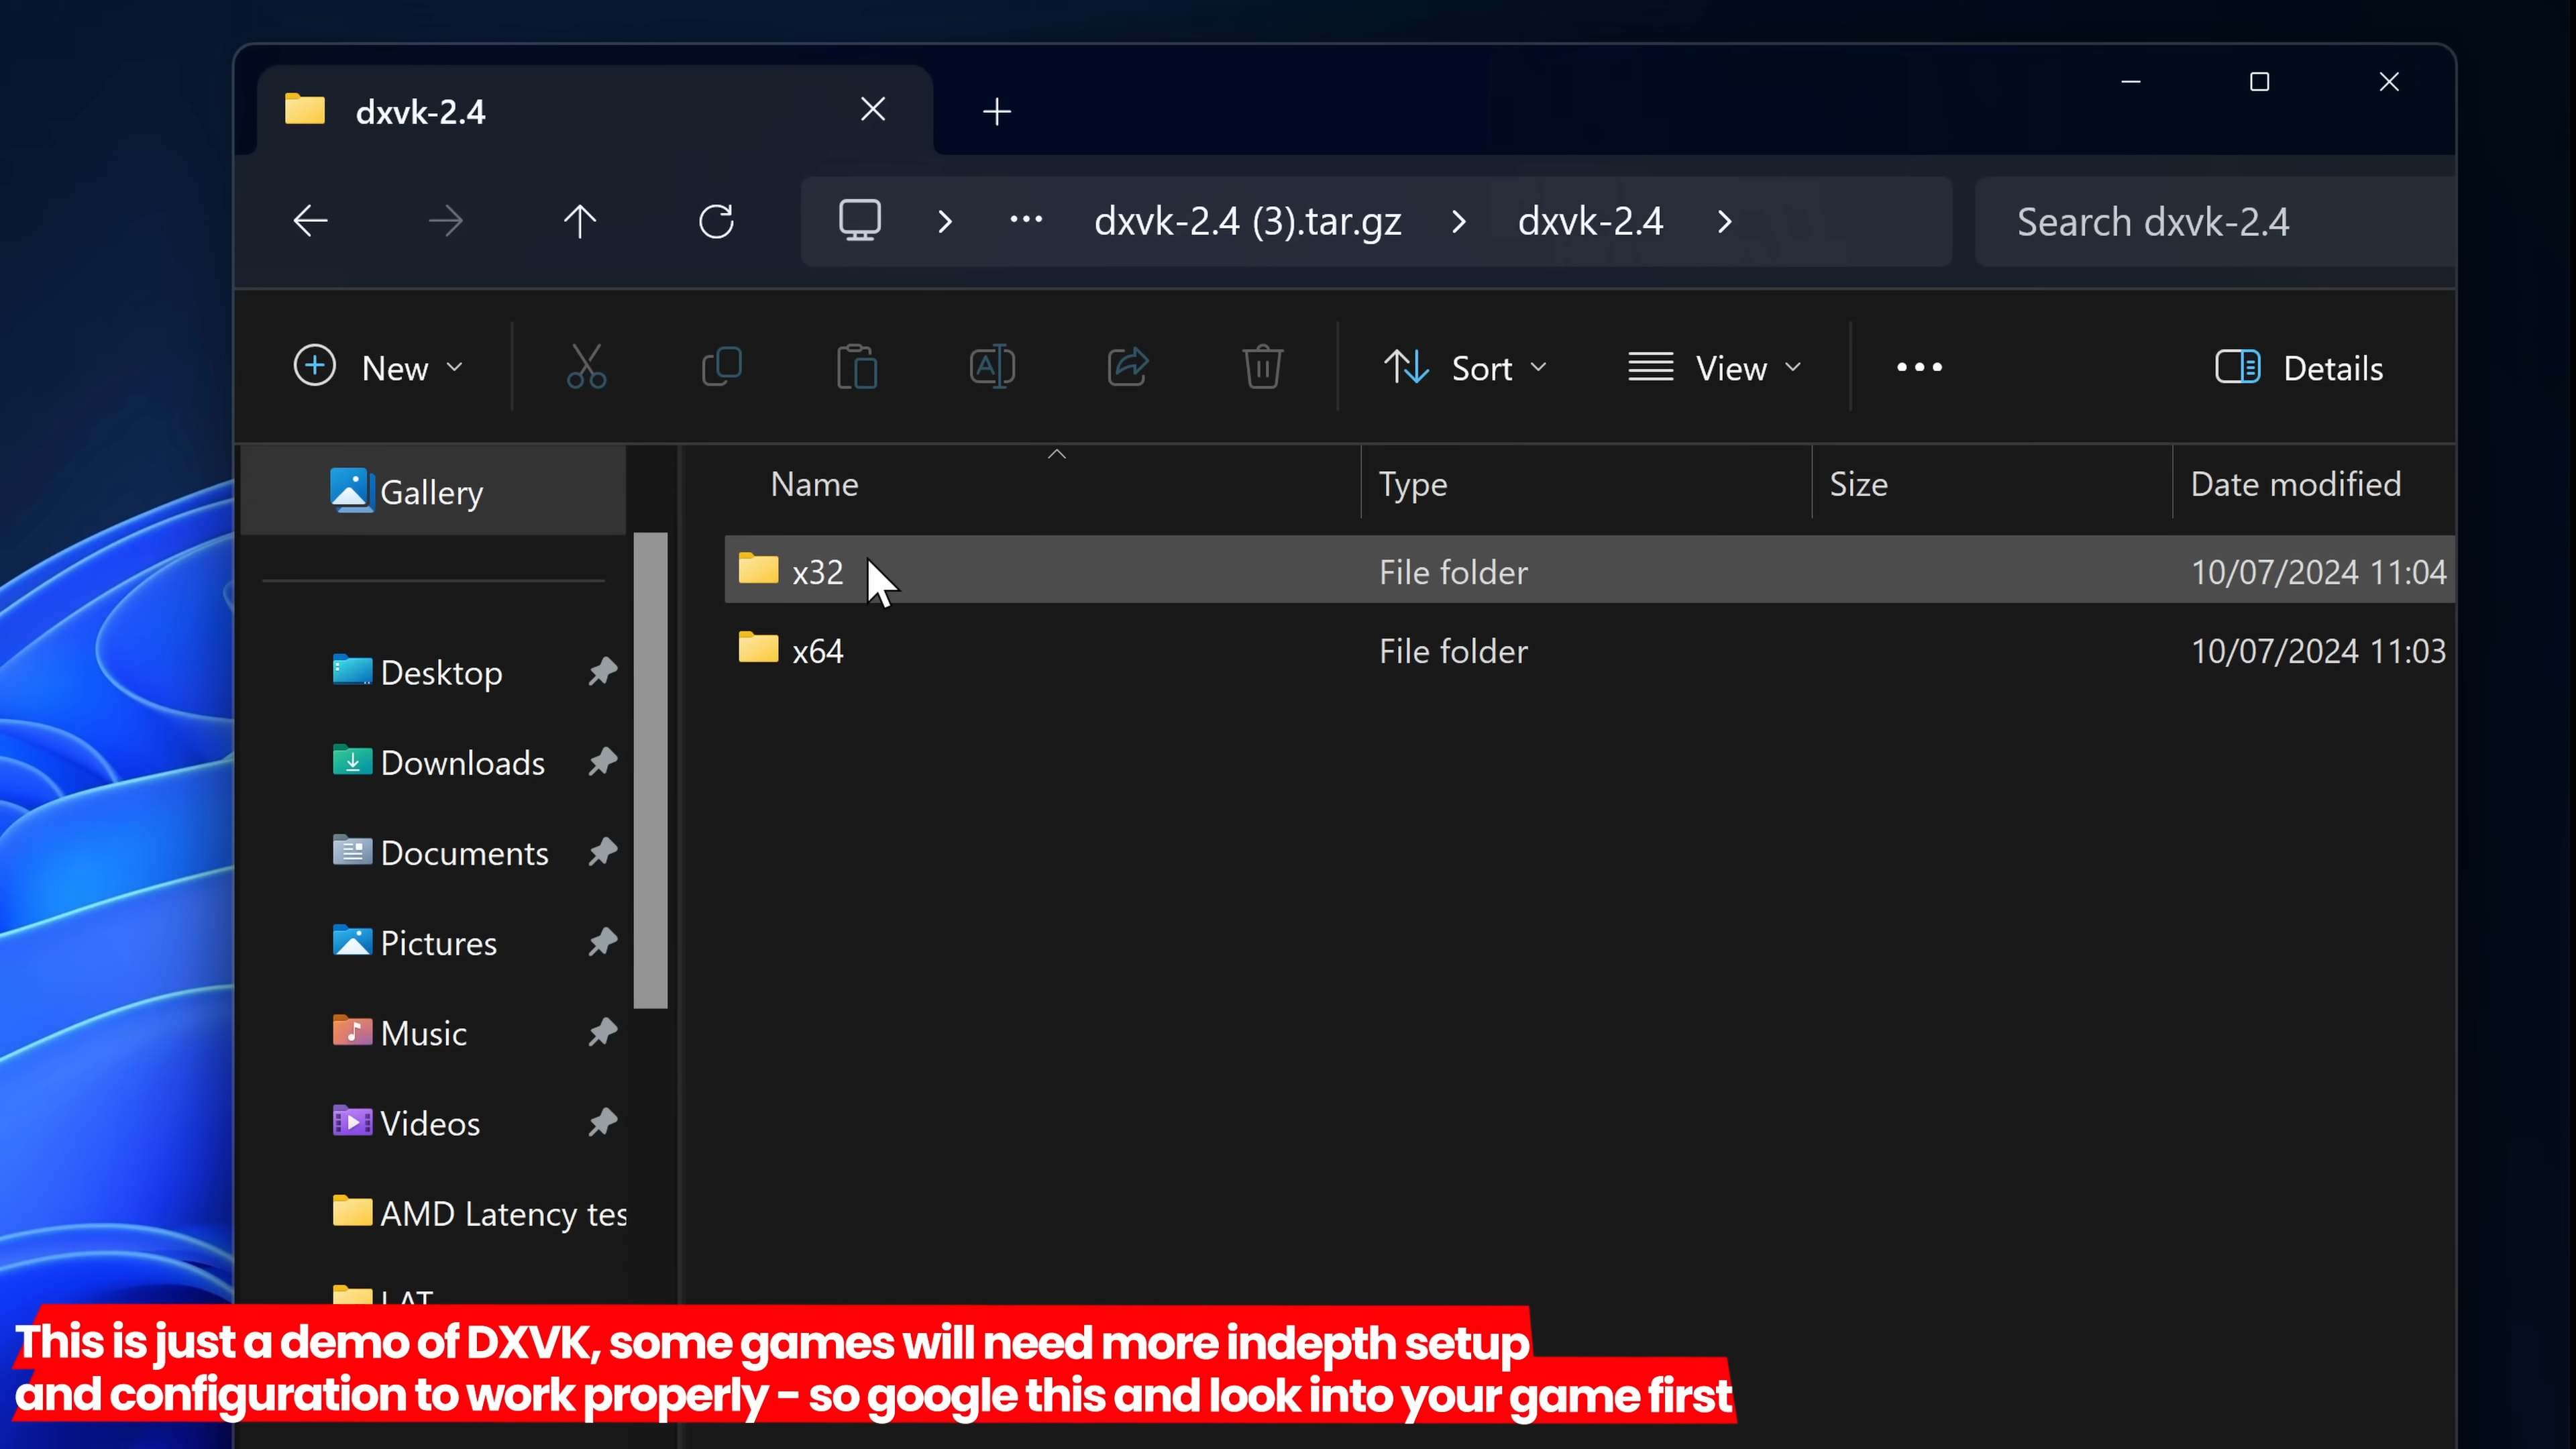 dxvk-2.4
dxvk-2.4 (3).tar.gz
dxvk-2.4
Search dxvk-2.4
New
Sort
View
Details
Gallery
Name
Type
Size
Date modified
x32
File folder
10/07/2024 11:04
x64
File folder
10/07/2024 11:03
Desktop
Downloads
Documents
Pictures
Music
Videos
AMD Latency tes
LAT
This is just a demo of DXVK, some games will need more indepth setup
and configuration to work properly - so google this and look into your game first